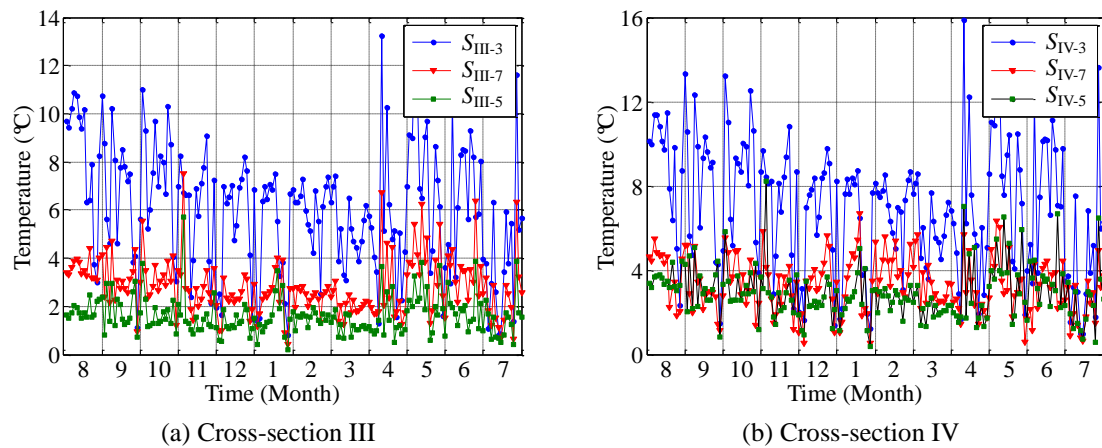 Temperature (℃)
14
12
10
8
6
4
2
0
S_III-3
S_III-7
S_III-5
8 9 10 11 12 1 2 3 4 5 6 7
Time (Month)
(a) Cross-section III
Temperature (℃)
16
12
8
4
0
S_IV-3
S_IV-7
S_IV-5
8 9 10 11 12 1 2 3 4 5 6 7
Time (Month)
(b) Cross-section IV